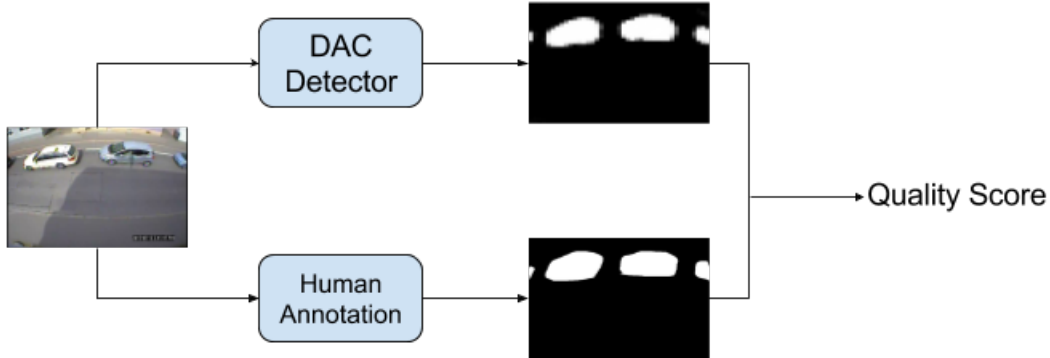 DAC
Detector
Quality Score
Human
Annotation